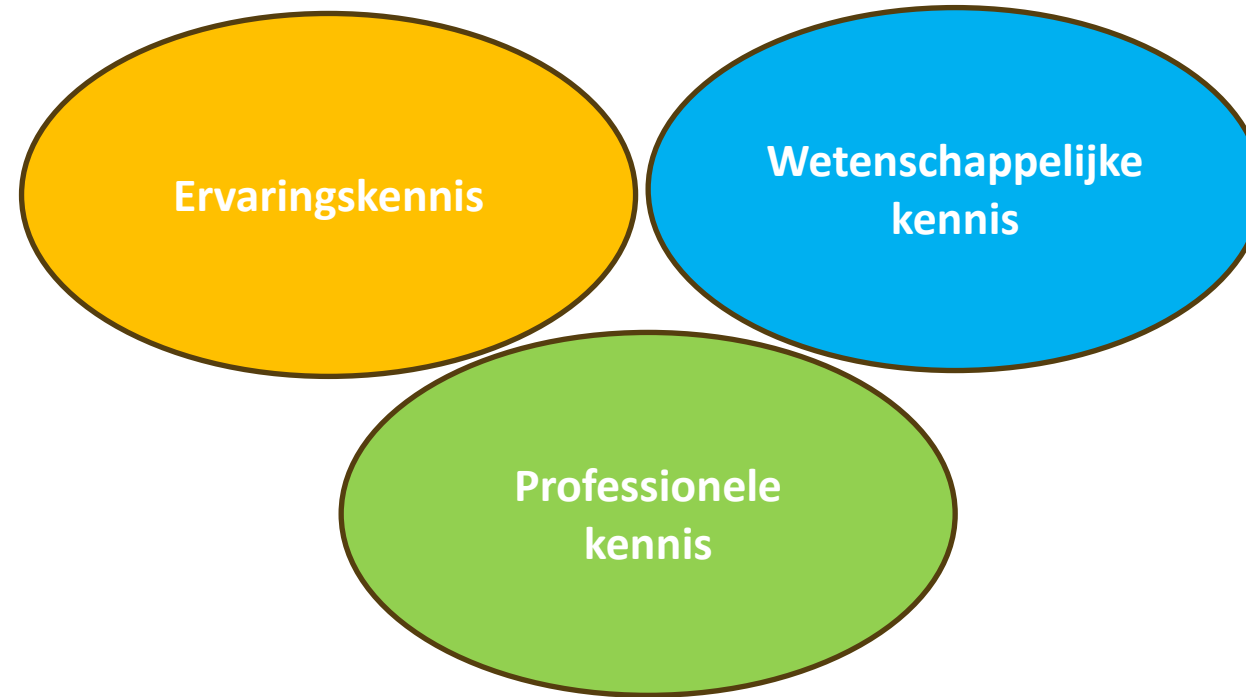 Ervaringskennis
Wetenschappelijke
kennis
Professionele
kennis